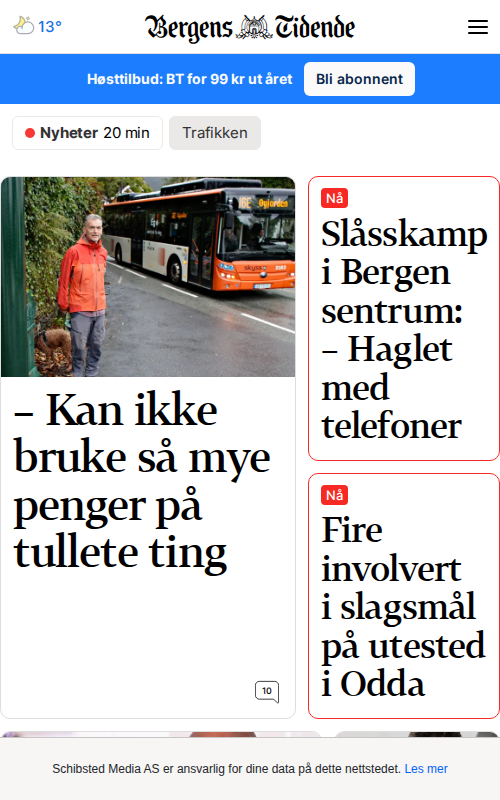 13°
Bergens Tidende
Høsttilbud: BT for 99 kr ut året
Bli abonnent
Nyheter 20 min
Trafikken
16E Øyjorden
skyss
– Kan ikke
bruke så mye
penger på
tullete ting
10
Nå
Slåsskamp
i Bergen
sentrum:
– Haglet
med
telefoner
Nå
Fire
involvert
i slagsmål
på utested
i Odda
Schibsted Media AS er ansvarlig for dine data på dette nettstedet. Les mer